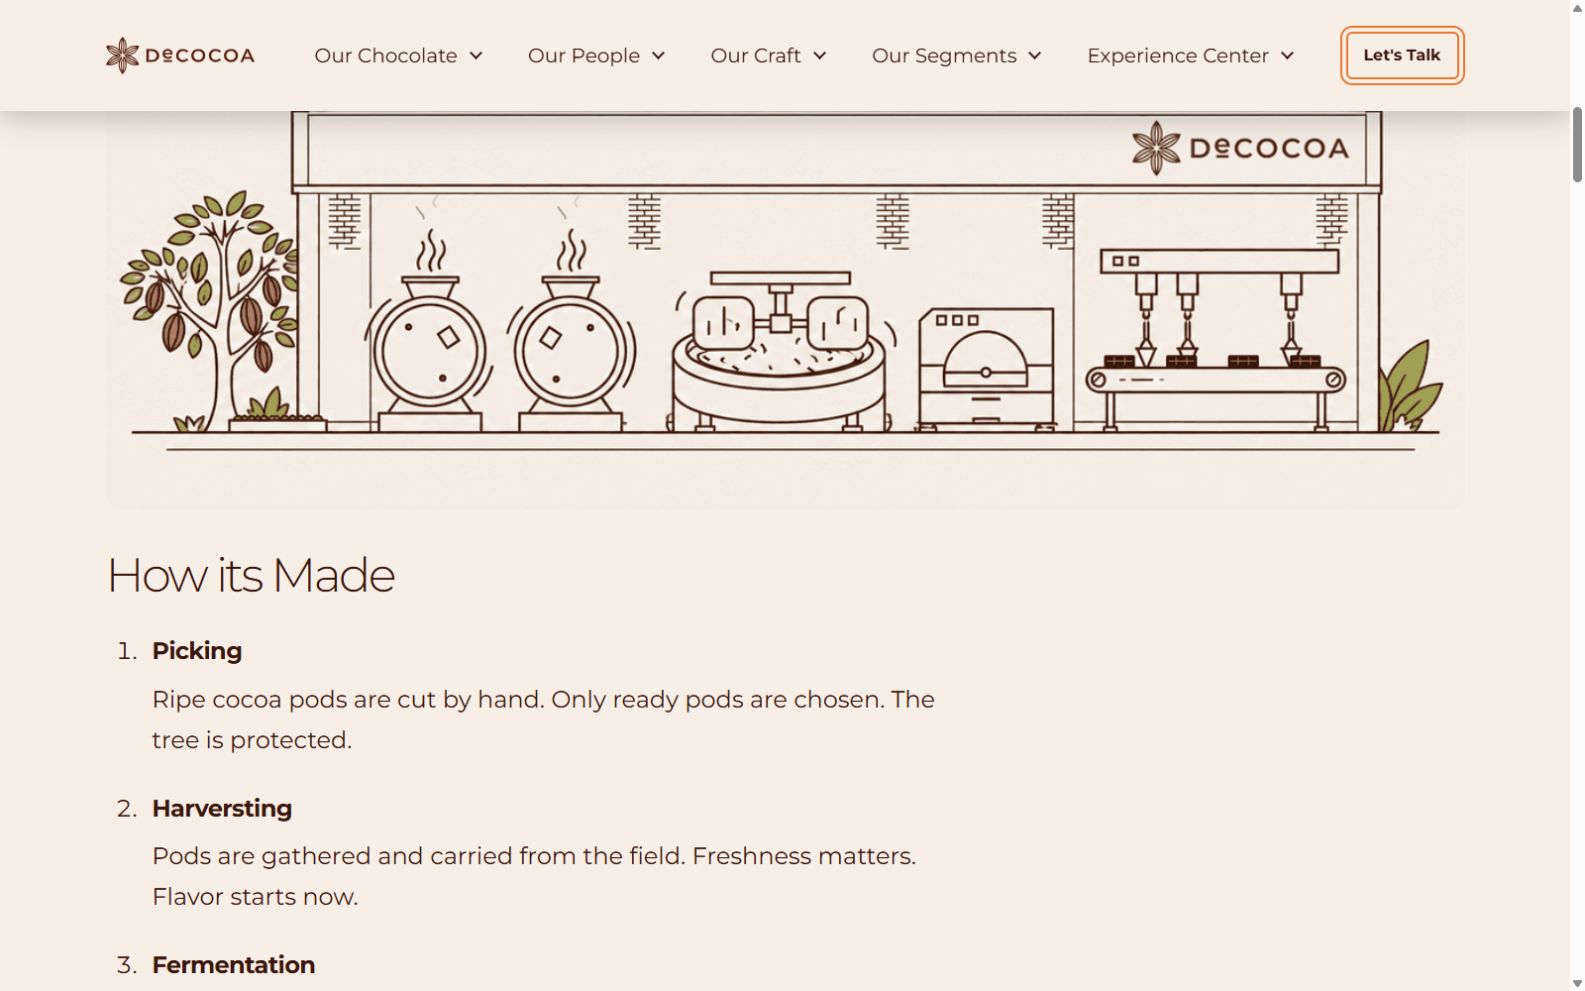 DeCOCOA
Our Chocolate
Our People
Our Craft
Our Segments
Experience Center
Let's Talk
DeCOCOA
How its Made
1. Picking
Ripe cocoa pods are cut by hand. Only ready pods are chosen. The
tree is protected.
2. Harversting
Pods are gathered and carried from the field. Freshness matters.
Flavor starts now.
3. Fermentation